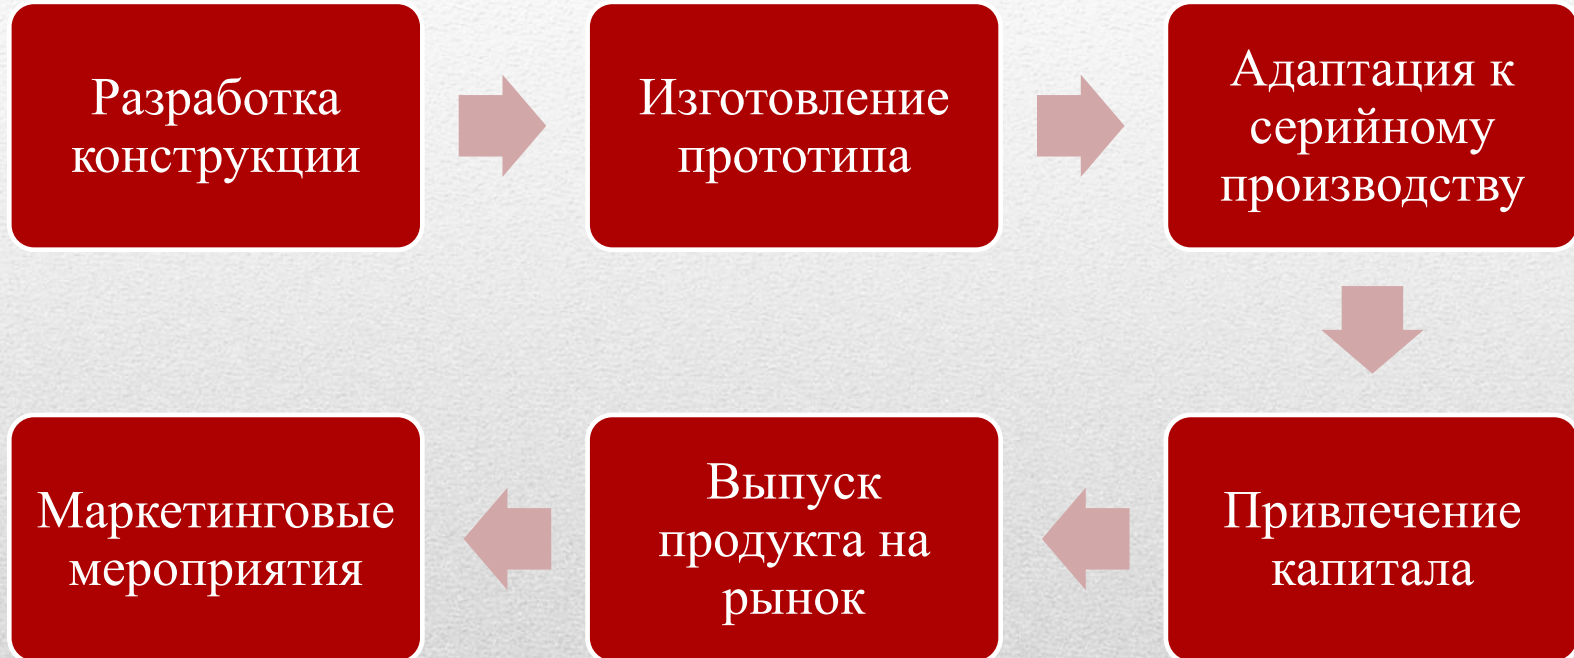 Разработка
конструкции
Изготовление
прототипа
Адаптация к
серийному
производству
Привлечение
капитала
Выпуск
продукта на
рынок
Маркетинговые
мероприятия